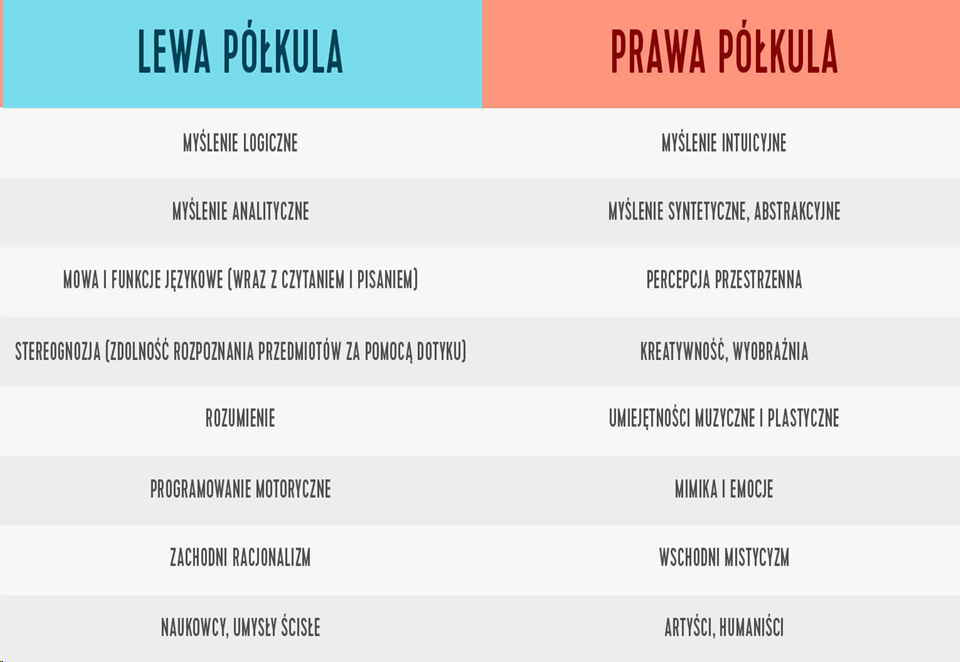 LEWA PÓŁKULA PRAWA PÓŁKULA
MYŚLENIE LOGICZNE MYŚLENIE INTUICYJNE
MYŚLENIE ANALITYCZNE MYŚLENIE SYNTETYCZNE, ABSTRAKCYJNE
MOWA I FUNKCJE JĘZYKOWE (WRAZ Z CZYTANIEM I PISANIEM) PERCEPCJA PRZESTRZENNA
STEREOGNOZJA (ZDOLNOŚĆ ROZPOZNANIA PRZEDMIOTÓW ZA POMOCĄ DOTYKU) KREATYWNOŚĆ, WYOBRAŹNIA
ROZUMIENIE UMIEJĘTNOŚCI MUZYCZNE I PLASTYCZNE
PROGRAMOWANIE MOTORYCZNE MIMIKA I EMOCJE
ZACHODNI RACJONALIZM WSCHODNI MISTYCYZM
NAUKOWCY, UMYSŁY ŚCISŁE ARTYŚCI, HUMANIŚCI